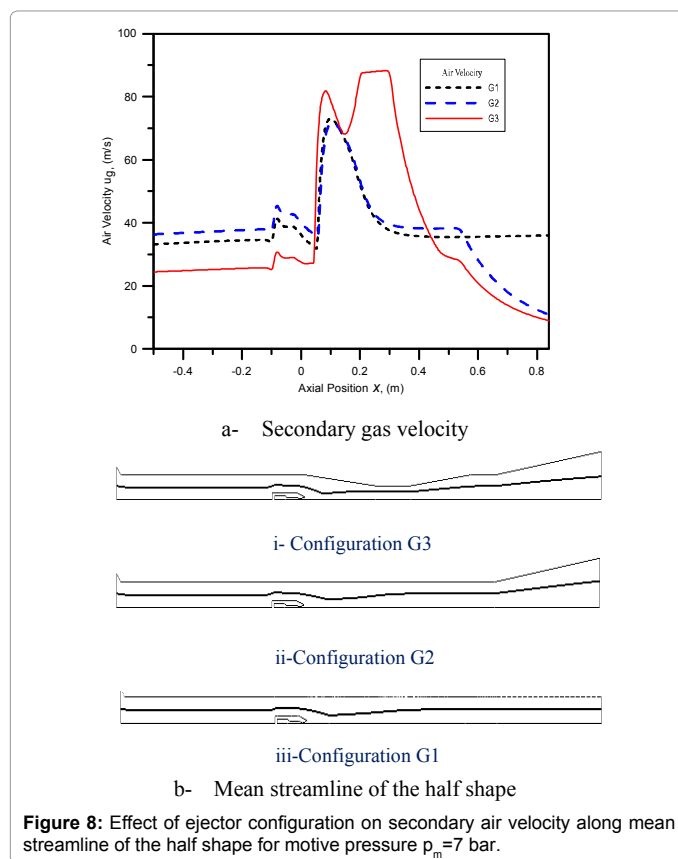 100
80
60
40
20
0
Air Velocity u_g, (m/s)
Air Velocity
G1
G2
G3
-0.4 -0.2 0 0.2 0.4 0.6 0.8
Axial Position X, (m)
a- Secondary gas velocity
i- Configuration G3
ii-Configuration G2
iii-Configuration G1
b- Mean streamline of the half shape
Figure 8: Effect of ejector configuration on secondary air velocity along mean
streamline of the half shape for motive pressure p_m=7 bar.